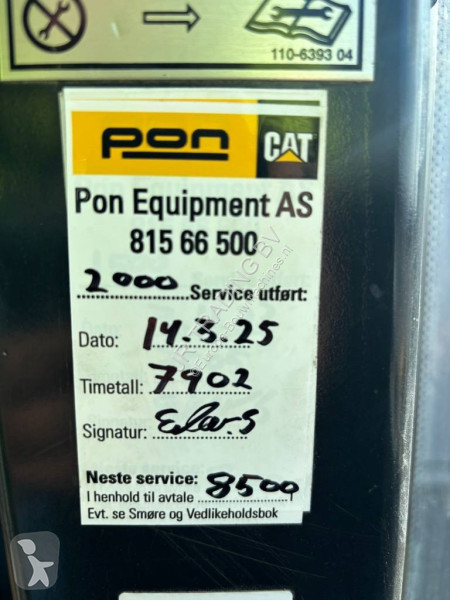 110-6393 04
pon CAT
Pon Equipment AS
815 66 500
2000 Service utført:
Dato: 14.3.25
Timetall: 7902
Signatur:
Neste service: 8500
I henhold til avtale
Evt. se Smøre og Vedlikeholdsbok